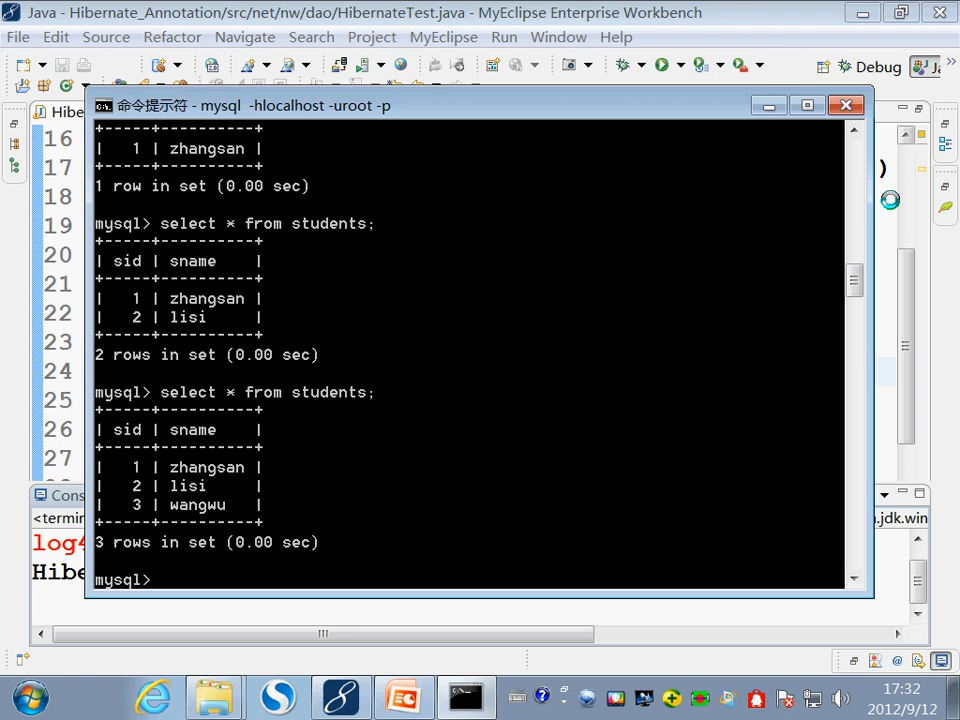 Java - Hibernate_Annotation/src/net/nw/dao/HibernateTest.java - MyEclipse Enterprise Workbench
File Edit Source Refactor Navigate Search Project MyEclipse Run Window Help
Debug
命令提示符 - mysql  -hlocalhost -uroot -p
+-----+----------+
|   1 | zhangsan |
+-----+----------+
1 row in set (0.00 sec)
mysql> select * from students;
+-----+----------+
| sid | sname    |
+-----+----------+
|   1 | zhangsan |
|   2 | lisi     |
+-----+----------+
2 rows in set (0.00 sec)
mysql> select * from students;
+-----+----------+
| sid | sname    |
+-----+----------+
|   1 | zhangsan |
|   2 | lisi     |
|   3 | wangwu   |
+-----+----------+
3 rows in set (0.00 sec)
mysql>
Hibe
16
17
18
19
20
21
22
23
24
25
26
27
)
Cons
<termin
.jdk.win
log4
Hibe
17:32
2012/9/12